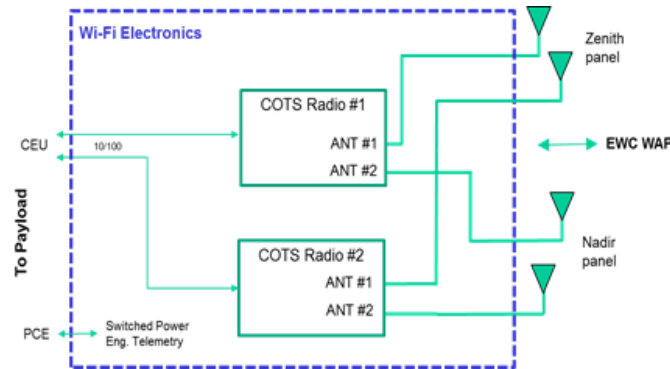 Wi-Fi Electronics
Zenith
panel
COTS Radio #1
ANT #1
ANT #2
CEU
10/100
EWC WAP
To Payload
COTS Radio #2
ANT #1
ANT #2
Nadir
panel
PCE
Switched Power
Eng. Telemetry